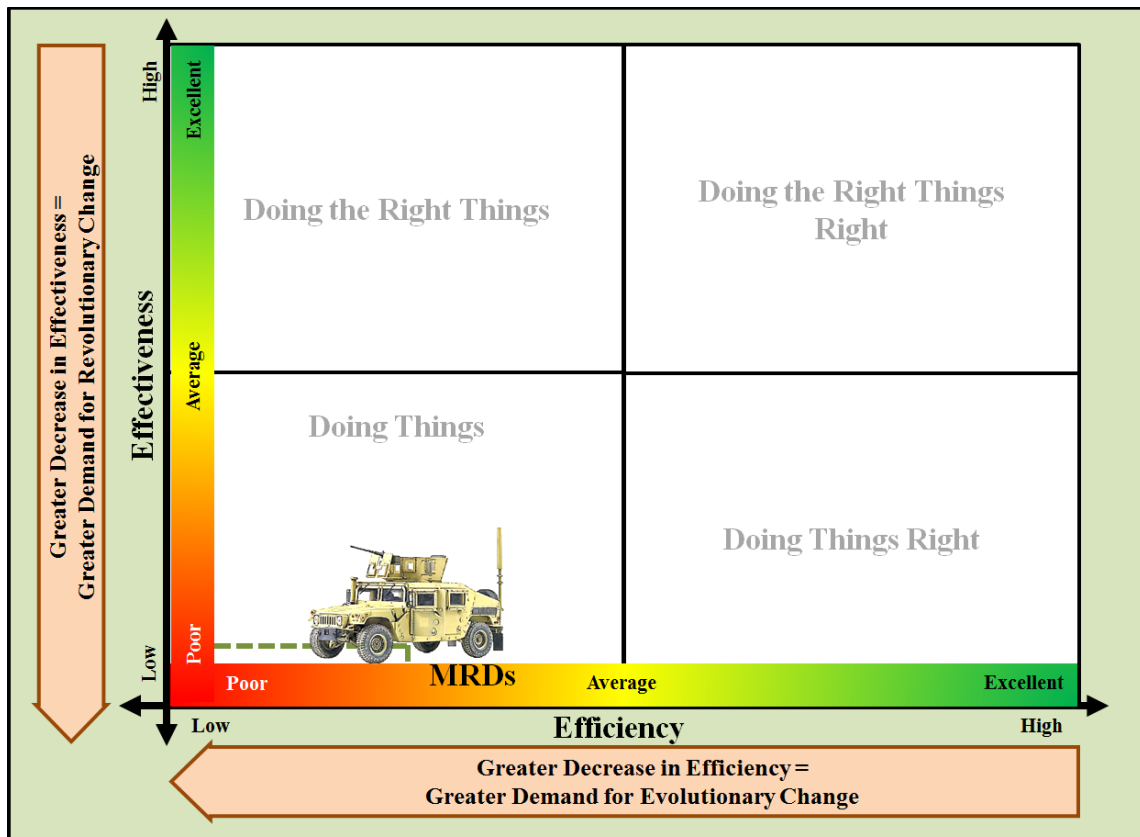 Greater Decrease in Effectiveness =
Greater Demand for Revolutionary Change
Effectiveness
High
Low
Excellent
Average
Poor
Doing the Right Things
Doing the Right Things
Right
Doing Things
Doing Things Right
MRDs
Poor
Average
Excellent
Low
Efficiency
High
Greater Decrease in Efficiency =
Greater Demand for Evolutionary Change